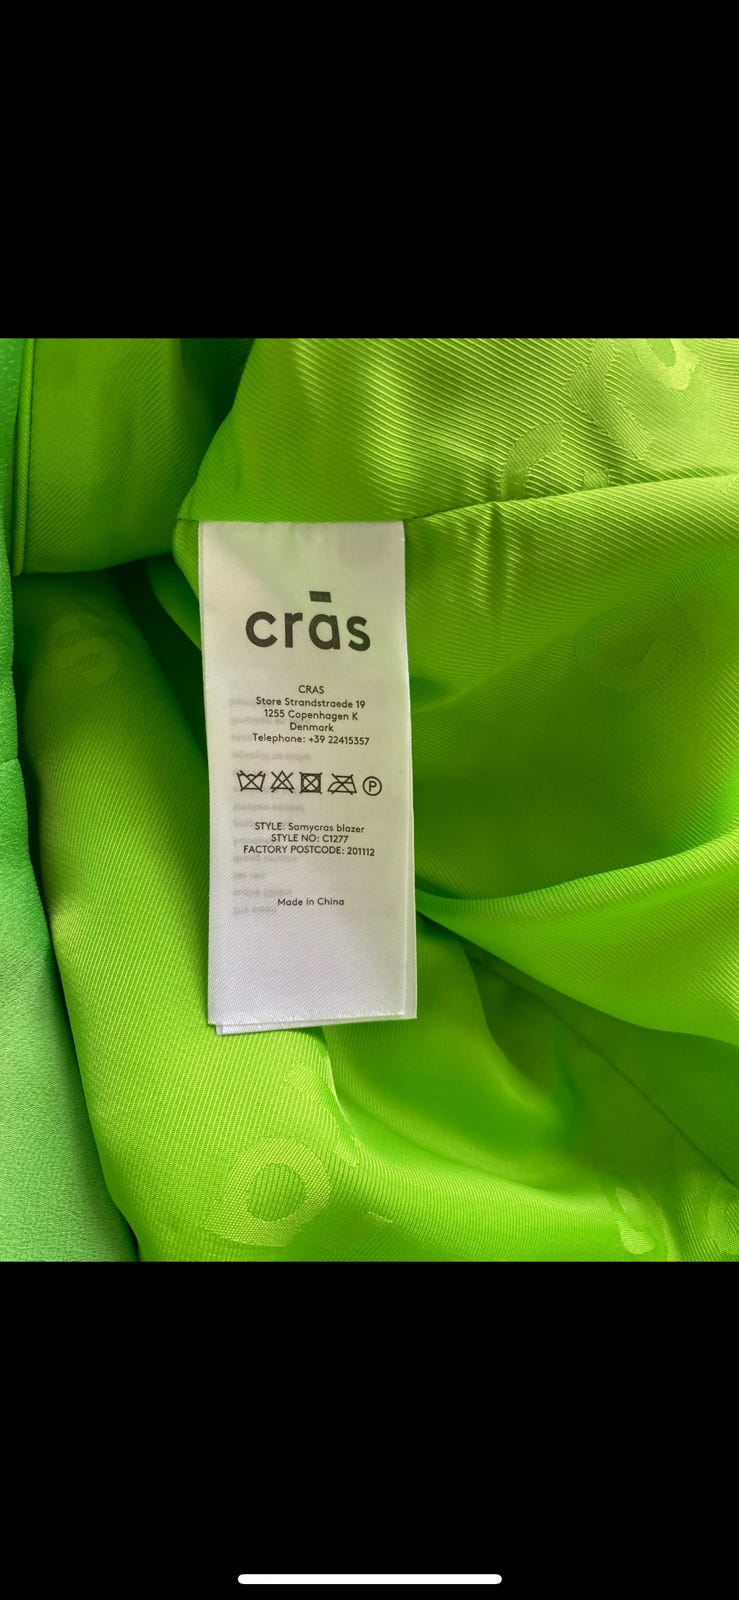 crās
CRAS
Store Strandstraede 19
1255 Copenhagen K
Denmark
Telephone: +39 22415357
P
STYLE: Samycras blazer
STYLE NO: C1277
FACTORY POSTCODE: 201112
Made in China